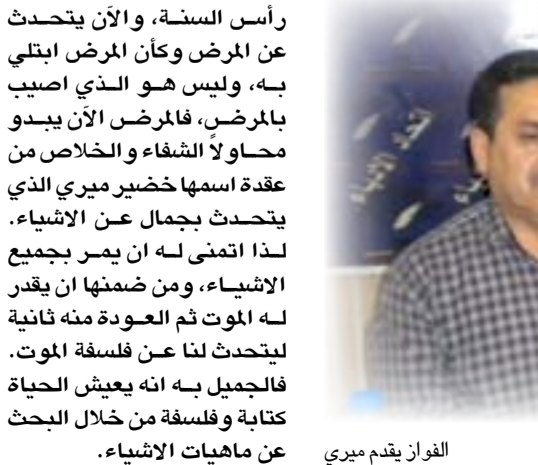 رأس السنة، والآن يتحدث
عن المرض وكأن المرض ابتلي
به، وليس هو الذي اصيب
بالمرض، فالمرض الآن يبدو
محاولاً الشفاء والخلاص من
عقدة اسمها خضير ميري الذي
يتحدث بجمال عن الاشياء.
لذا اتمنى له ان يمر بجميع
الاشياء، ومن ضمنها ان يقدر
له الموت ثم العودة منه ثانية
ليتحدث لنا عن فلسفة الموت.
فالجميل به انه يعيش الحياة
كتابة وفلسفة من خلال البحث
عن ماهيات الاشياء.
اتحاد الادباء
الفواز يقدم ميري